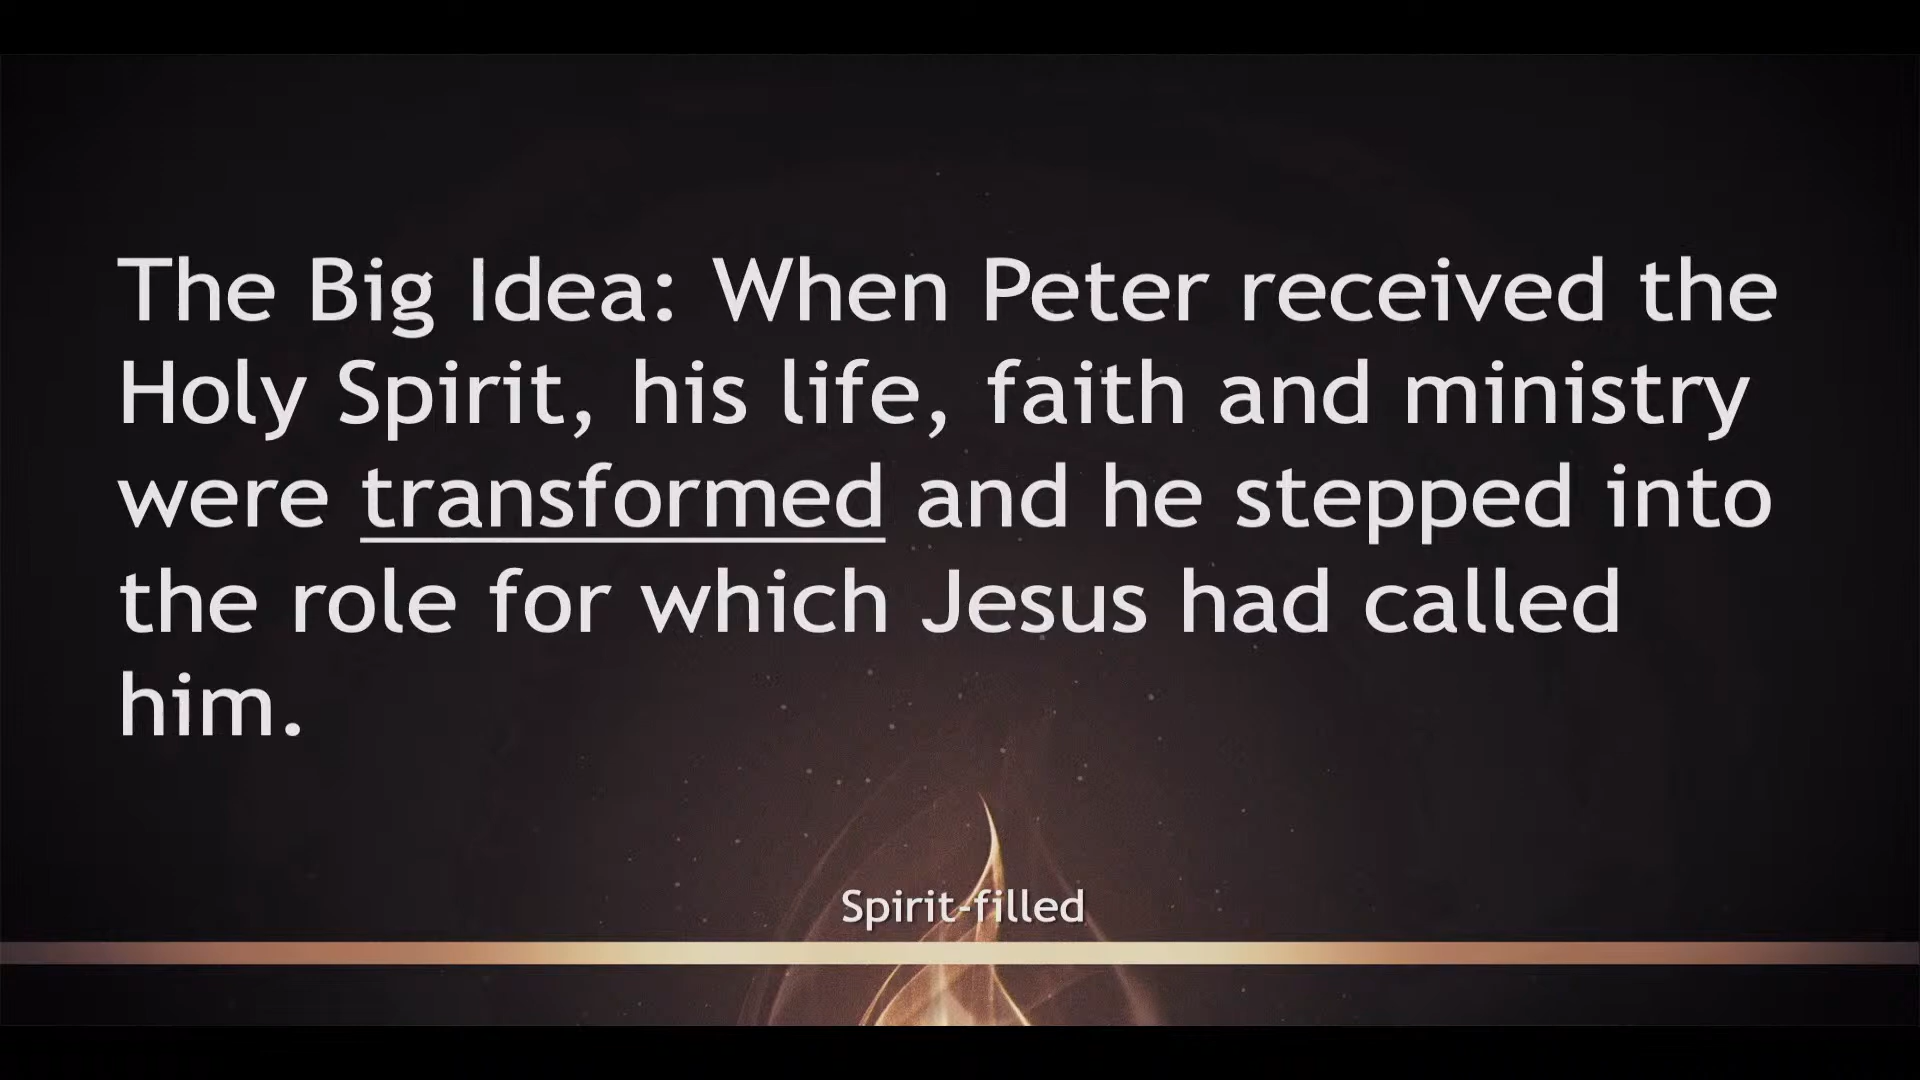 The Big Idea: When Peter received the
Holy Spirit, his life, faith and ministry
were transformed and he stepped into
the role for which Jesus had called
him.
Spirit-filled